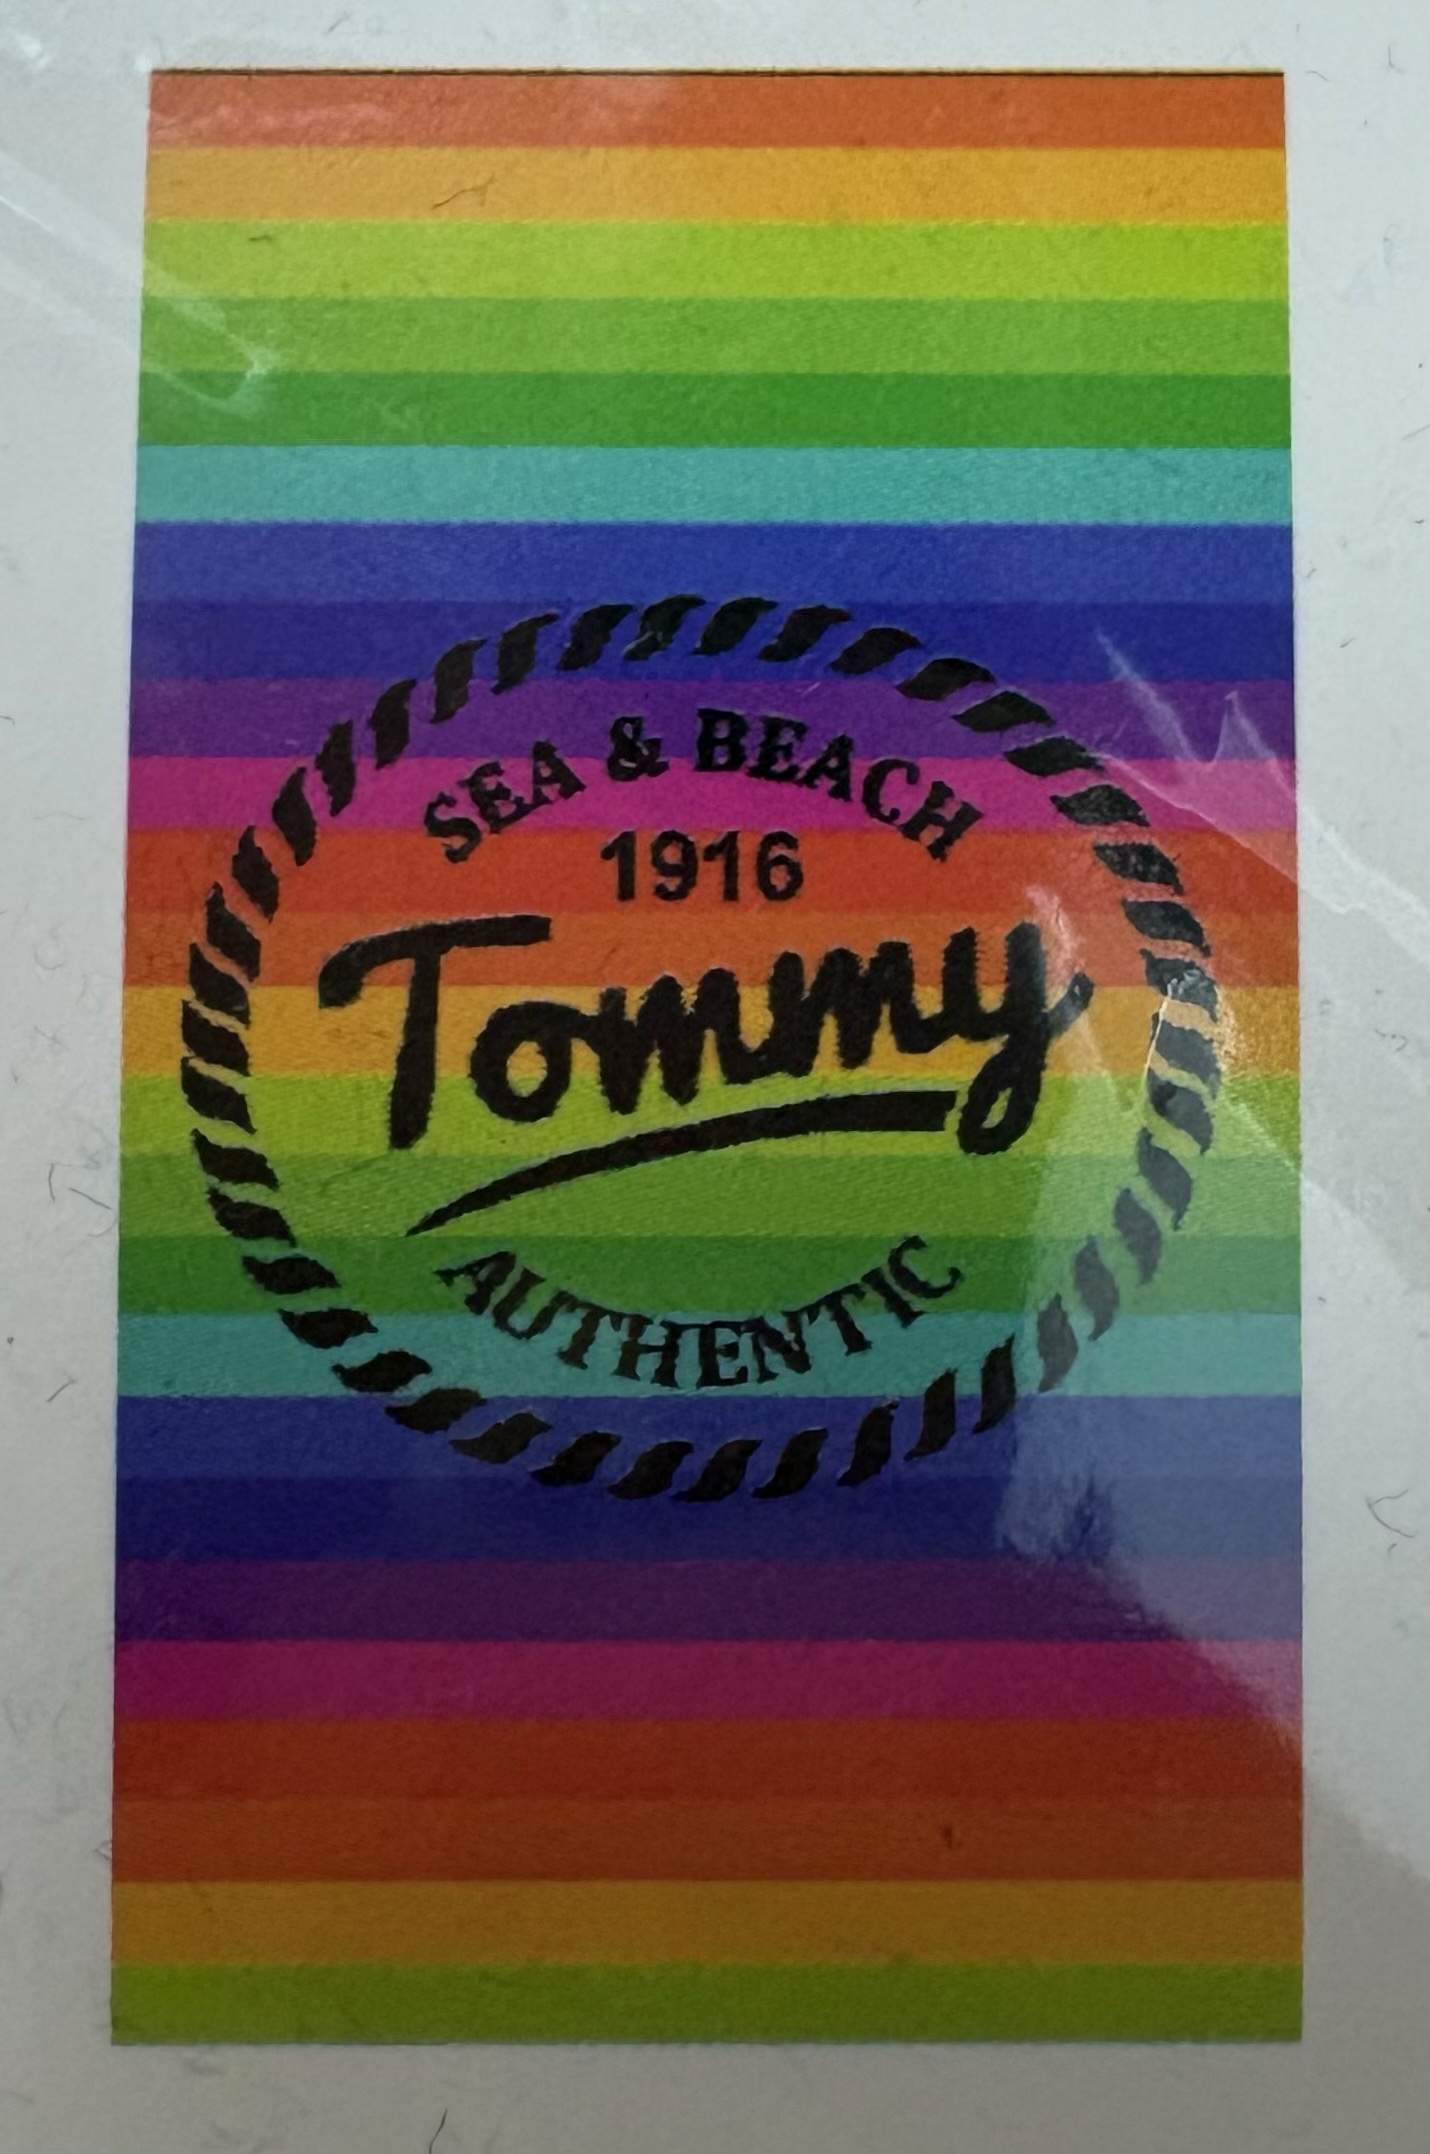 SEA & BEACH
1916
Tommy
AUTHENTIC